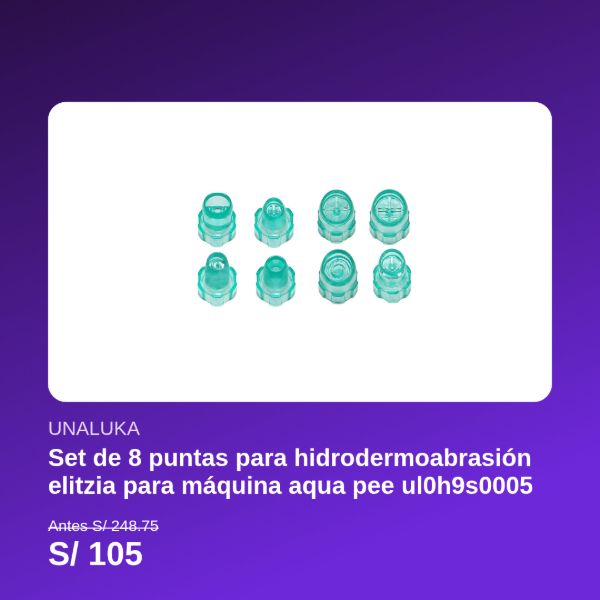 UNALUKA
Set de 8 puntas para hidrodermoabrasión
elitzia para máquina aqua pee ul0h9s0005
Antes S/ 248.75
S/ 105